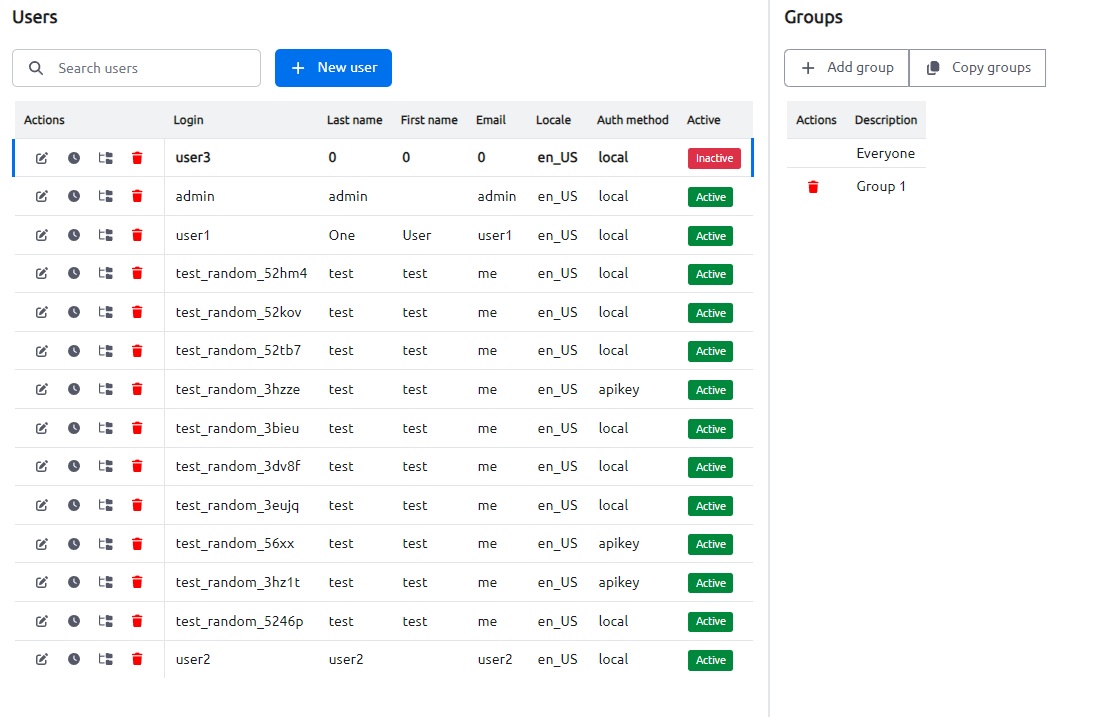 Users
Search users
New user
Actions Login Last name First name Email Locale Auth method Active
user3 0 0 0 en_US local Inactive
admin admin admin en_US local Active
user1 One User user1 en_US local Active
test_random_52hm4 test test me en_US local Active
test_random_52kov test test me en_US local Active
test_random_52tb7 test test me en_US local Active
test_random_3hzze test test me en_US apikey Active
test_random_3bieu test test me en_US local Active
test_random_3dv8f test test me en_US local Active
test_random_3eujq test test me en_US local Active
test_random_56xx test test me en_US apikey Active
test_random_3hz1t test test me en_US apikey Active
test_random_5246p test test me en_US local Active
user2 user2 user2 en_US local Active
Groups
Add group
Copy groups
Actions Description
Everyone
Group 1